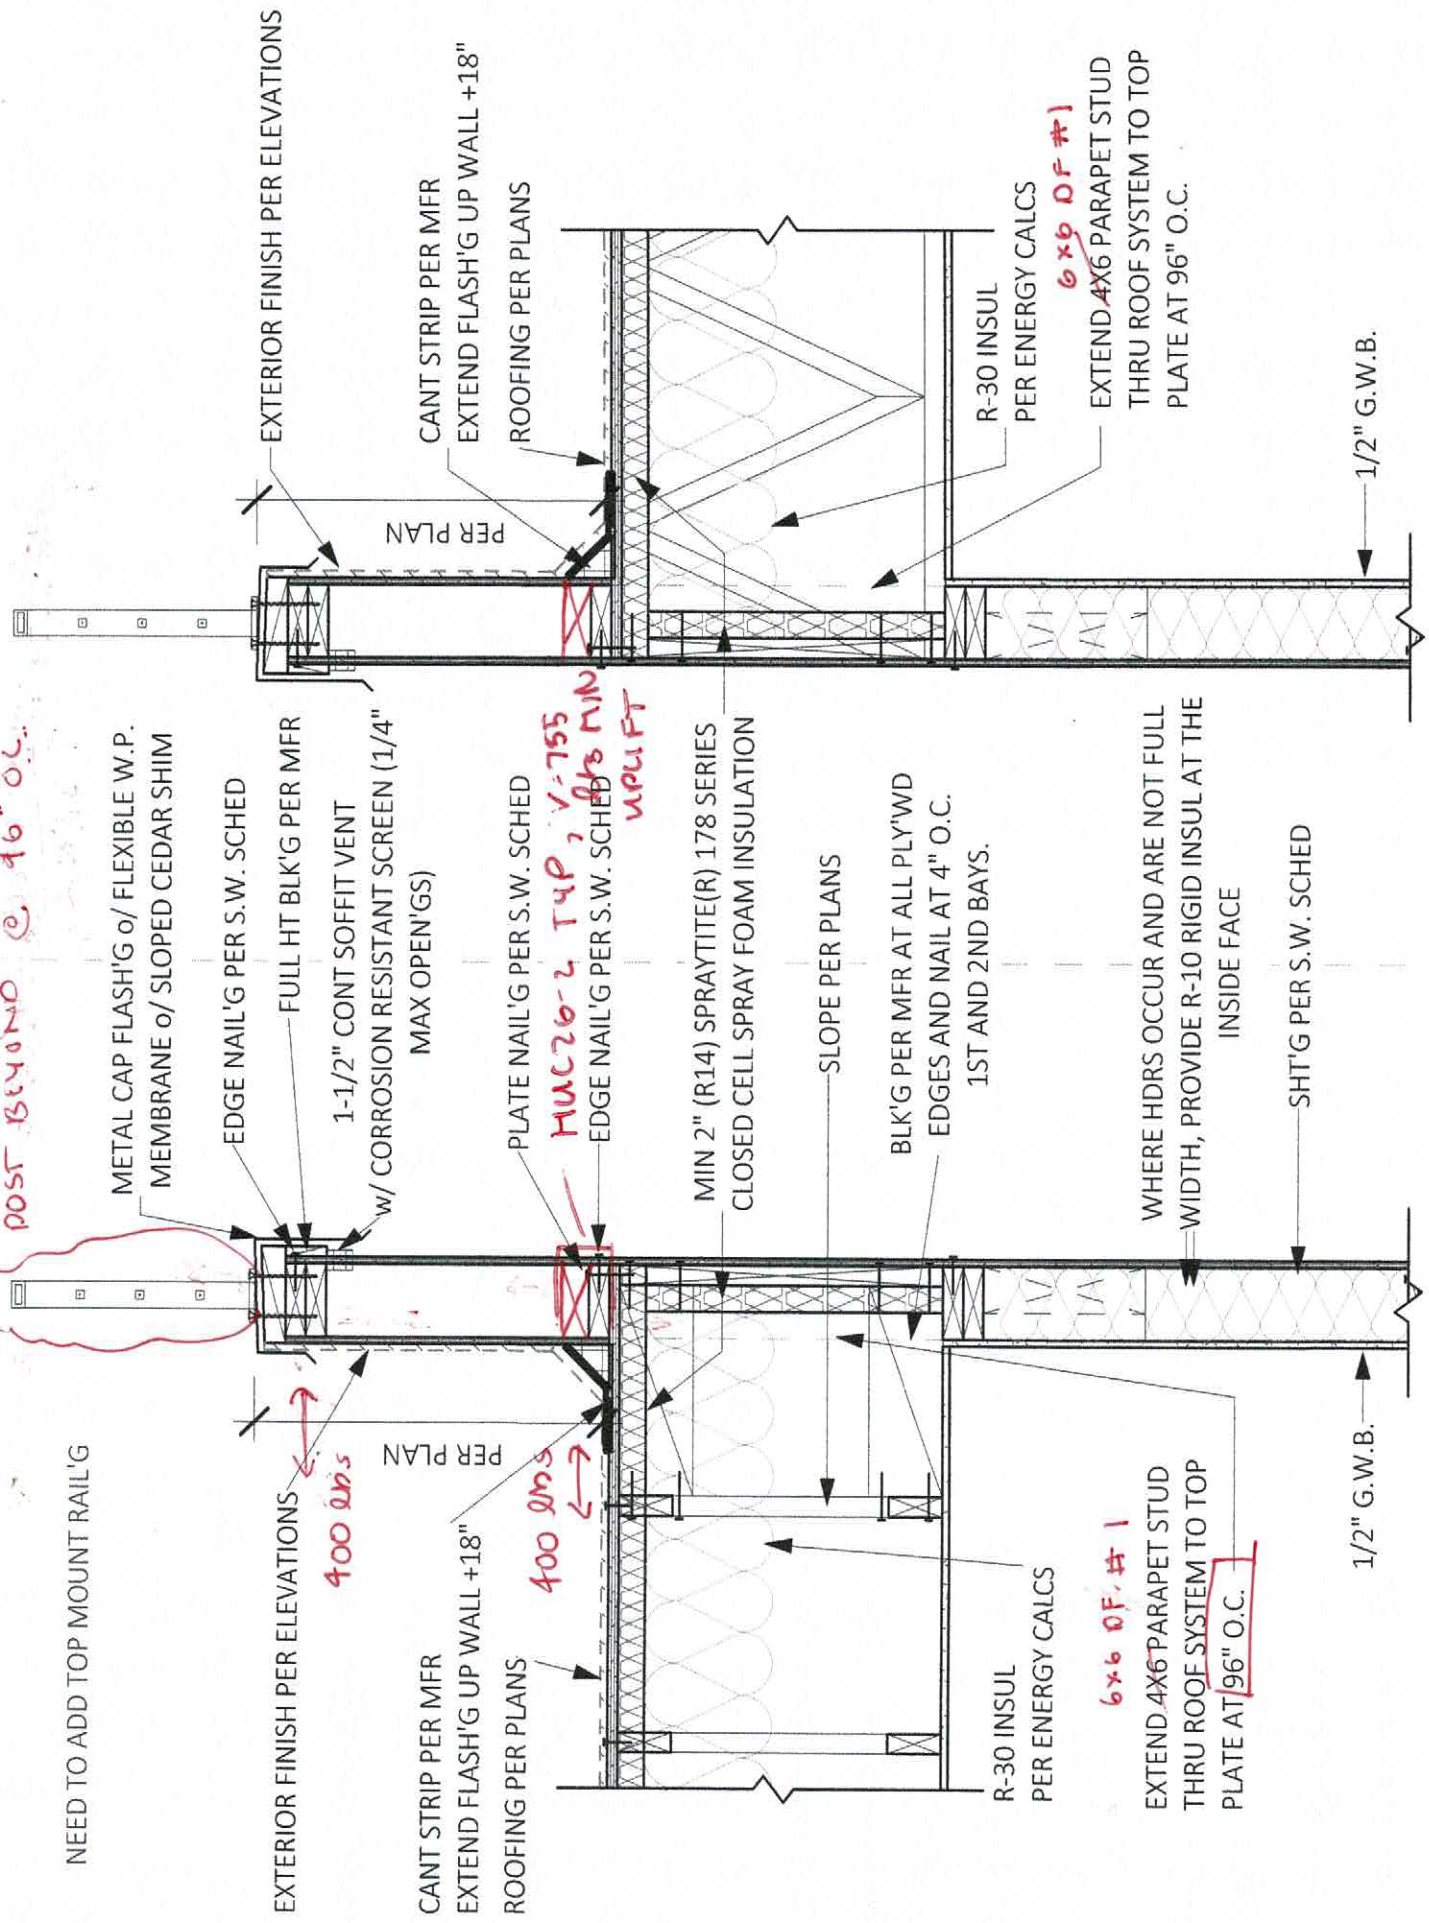 POST BEYOND @ 96" O.C.
NEED TO ADD TOP MOUNT RAIL'G
METAL CAP FLASH'G o/ FLEXIBLE W.P.
MEMBRANE o/ SLOPED CEDAR SHIM
EDGE NAIL'G PER S.W. SCHED
FULL HT BLK'G PER MFR
1-1/2" CONT SOFFIT VENT
w/ CORROSION RESISTANT SCREEN (1/4"
MAX OPEN'GS)
EXTERIOR FINISH PER ELEVATIONS
400 lbs
PER PLAN
CANT STRIP PER MFR
EXTEND FLASH'G UP WALL +18"
400 lbs
ROOFING PER PLANS
PLATE NAIL'G PER S.W. SCHED
HUC26-2 TYP, V=755
lbs MIN
UPLIFT
EDGE NAIL'G PER S.W. SCHED
MIN 2" (R14) SPRAYTITE(R) 178 SERIES
CLOSED CELL SPRAY FOAM INSULATION
SLOPE PER PLANS
BLK'G PER MFR AT ALL PLY'WD
EDGES AND NAIL AT 4" O.C.
1ST AND 2ND BAYS.
R-30 INSUL
PER ENERGY CALCS
6x6 DF #1
EXTEND 4X6 PARAPET STUD
THRU ROOF SYSTEM TO TOP
PLATE AT 96" O.C.
WHERE HDRS OCCUR AND ARE NOT FULL
WIDTH, PROVIDE R-10 RIGID INSUL AT THE
INSIDE FACE
SHT'G PER S.W. SCHED
1/2" G.W.B.
EXTERIOR FINISH PER ELEVATIONS
PER PLAN
CANT STRIP PER MFR
EXTEND FLASH'G UP WALL +18"
ROOFING PER PLANS
R-30 INSUL
PER ENERGY CALCS
6x6 DF #1
EXTEND 4X6 PARAPET STUD
THRU ROOF SYSTEM TO TOP
PLATE AT 96" O.C.
1/2" G.W.B.